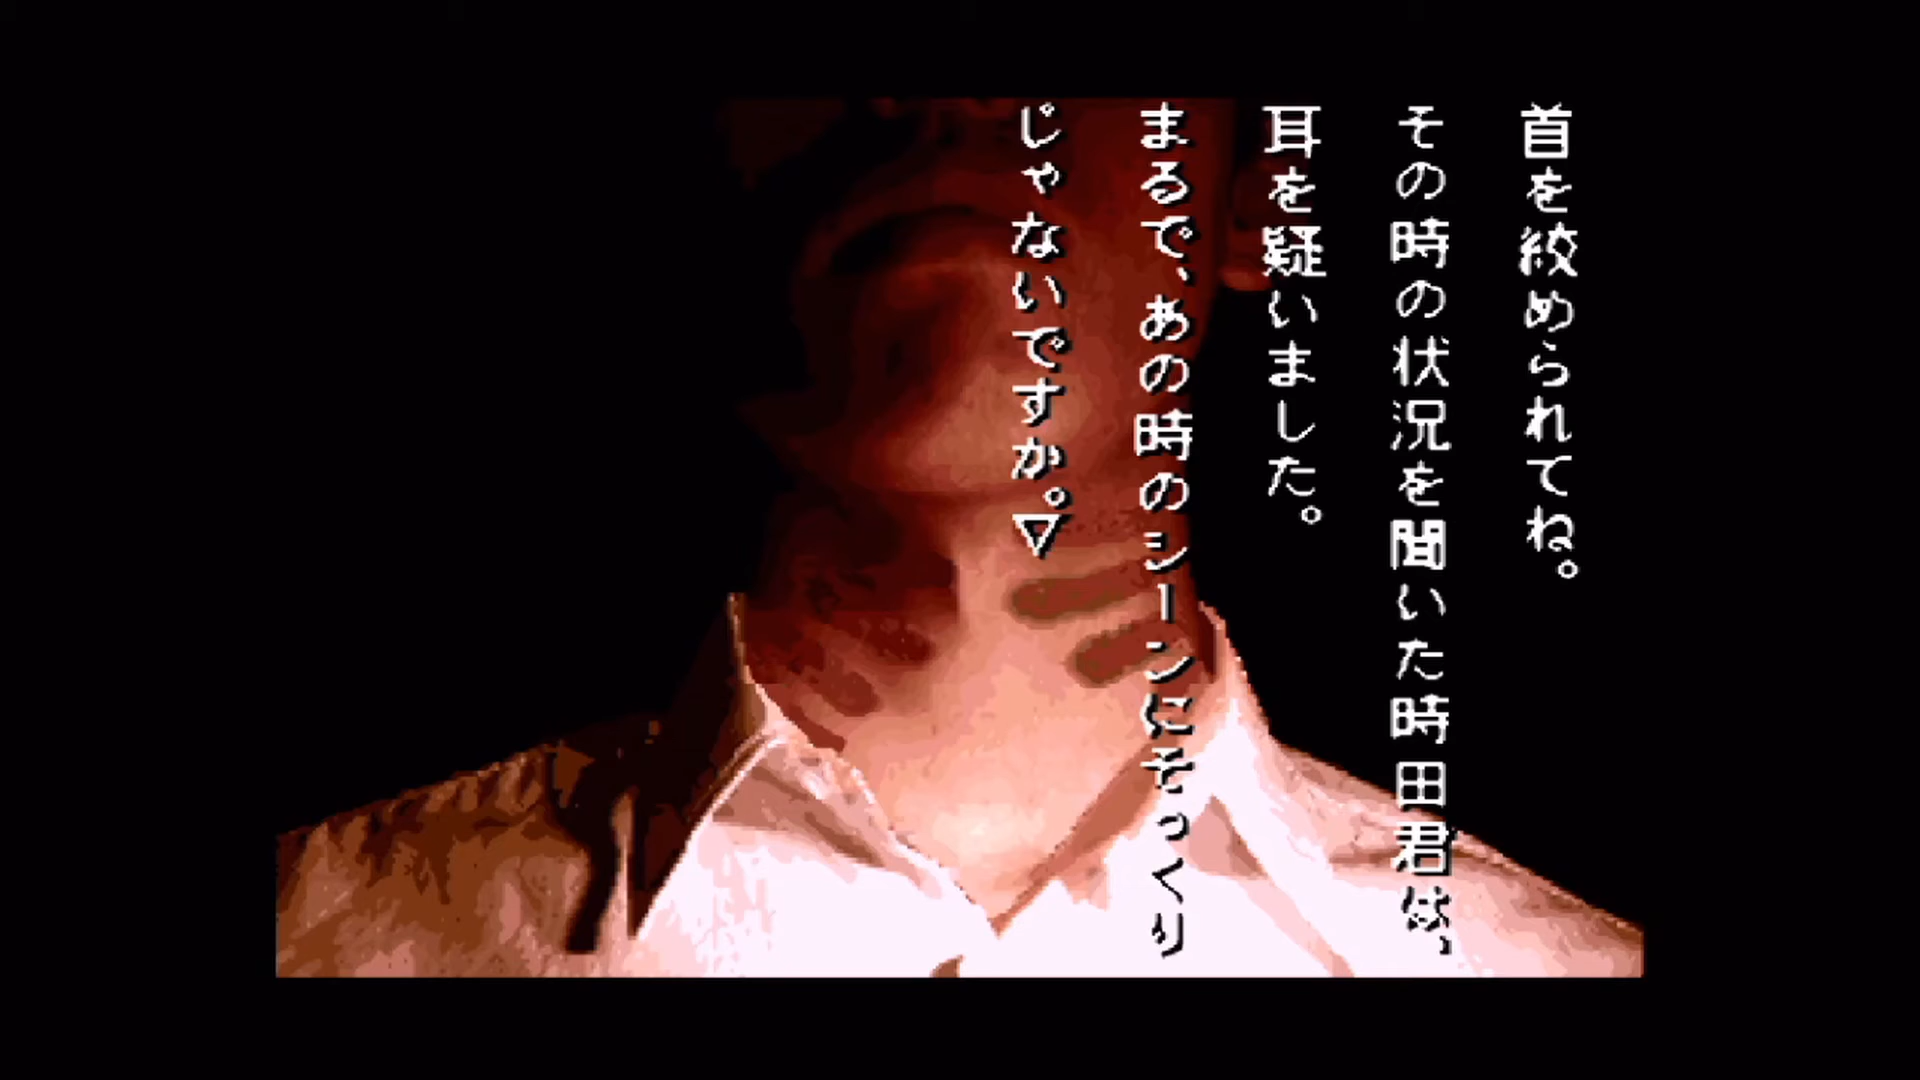 首を絞められてね。
その時の状況を聞いた時田君は、
耳を疑いました。
まるで、あの時のシーンにそっくり
じゃないですか。▽